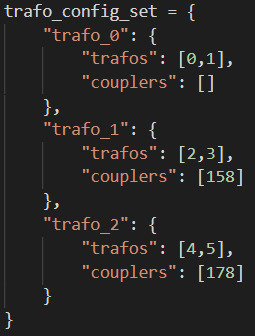 trafo_config_set = {
    "trafo_0": {
        "trafos": [0,1],
        "couplers": []
    },
    "trafo_1": {
        "trafos": [2,3],
        "couplers": [158]
    },
    "trafo_2": {
        "trafos": [4,5],
        "couplers": [178]
    }
}